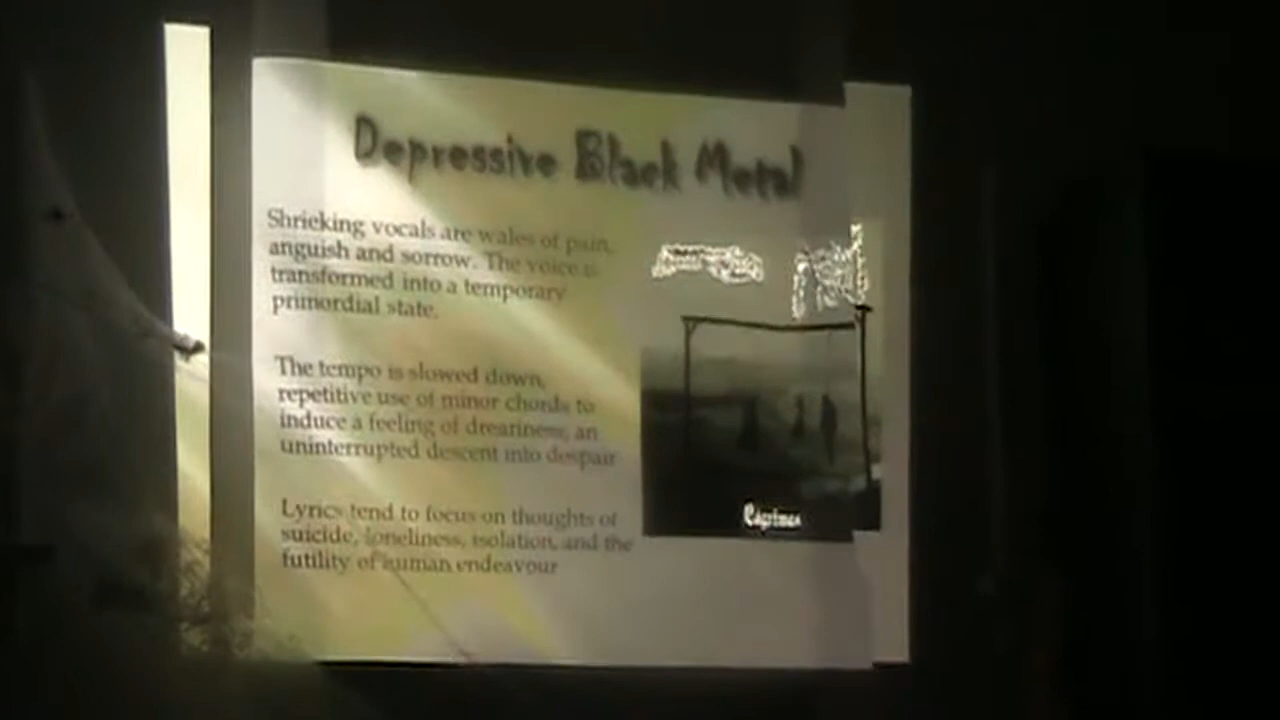 Depressive Black Metal
Shrieking vocals are wales of pain,
anguish and sorrow. The voice is
transformed into a temporary
primordial state.
The tempo is slowed down,
repetitive use of minor chords to
induce a feeling of dreariness, an
uninterrupted descent into despair
Lyrics tend to focus on thoughts of
suicide, loneliness, isolation, and the
futility of human endeavour